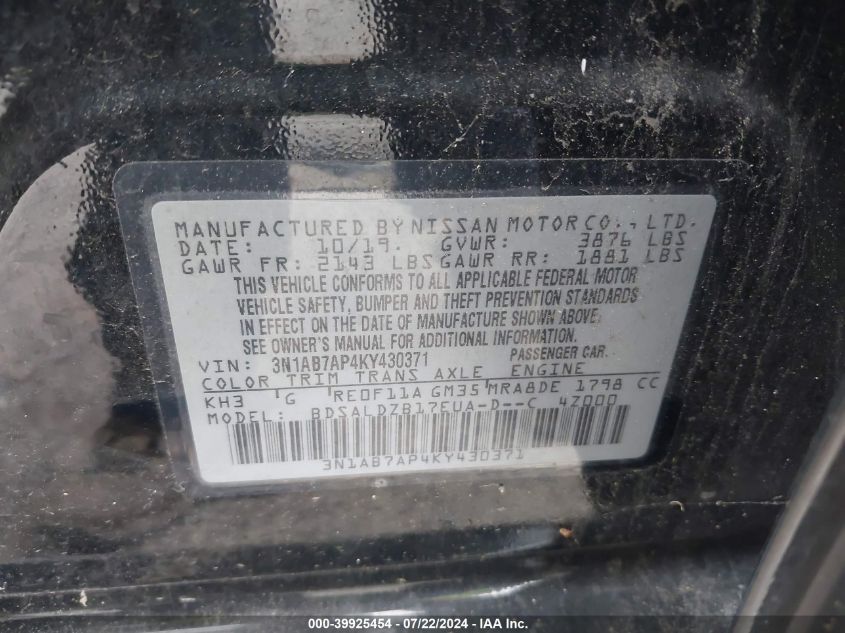 MANUFACTURED BY NISSAN MOTOR CO., LTD.
DATE: 10/19. GVWR: 3876 LBS
GAWR FR: 2143 LBS GAWR RR: 1881 LBS
THIS VEHICLE CONFORMS TO ALL APPLICABLE FEDERAL MOTOR
VEHICLE SAFETY, BUMPER AND THEFT PREVENTION STANDARDS
IN EFFECT ON THE DATE OF MANUFACTURE SHOWN ABOVE.
SEE OWNER'S MANUAL FOR ADDITIONAL INFORMATION.
VIN: 3N1AB7AP4KY430371 PASSENGER CAR.
COLOR TRIM TRANS AXLE ENGINE
KH3 G RE0F11A GM35 MRA8DE 1798 CC
MODEL: BDSALDZB17EUA-D--C 4Z000
3N1AB7AP4KY430371
000-39925454 - 07/22/2024 - IAA, Inc.